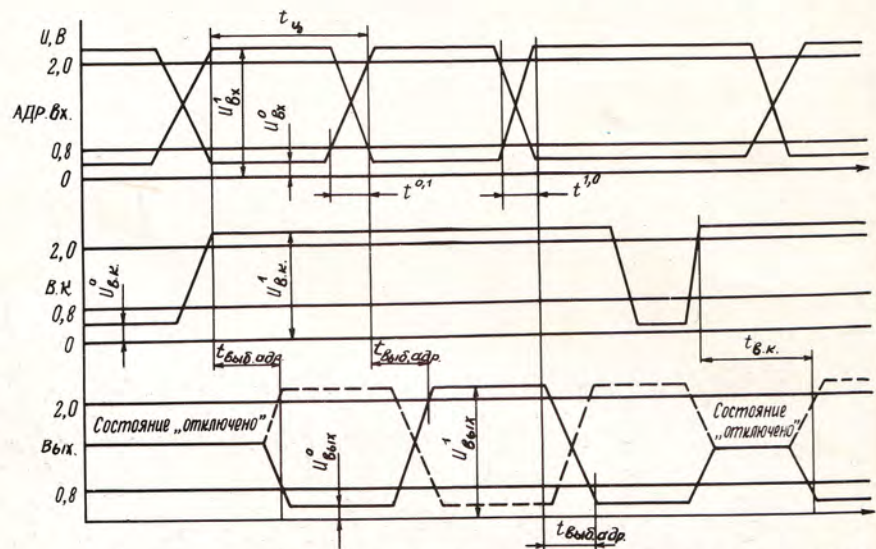 U, В
tц
2,0
АДР. вх.
U¹вх
U⁰вх
0,8
0
t⁰,¹
t¹,⁰
2,0
В.К
U⁰в.к.
U¹в.к.
0,8
0
tвыб.адр.
tвыб.адр.
tв.к.
2,0
Состояние „отключено"
Состояние
„отключено"
Вых.
U⁰вых
U¹вых
0,8
tвыб.адр.